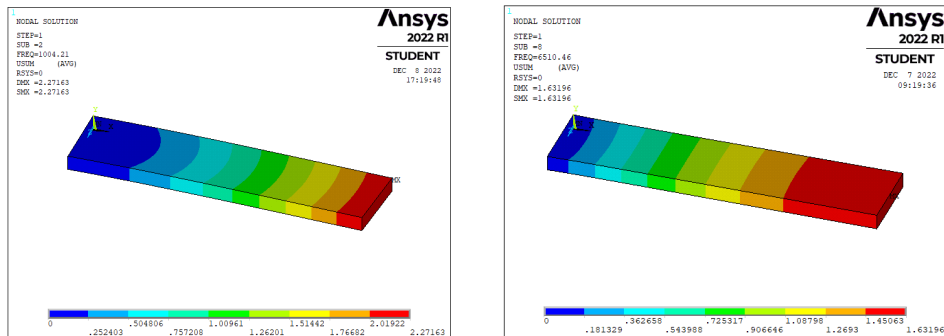 1
NODAL SOLUTION
STEP=1
SUB =2
FREQ=1004.21
USUM (AVG)
RSYS=0
DMX =2.27163
SMX =2.27163
Ansys
2022 R1
STUDENT
DEC 8 2022
17:19:48
Y
MX
0 .504806 1.00961 1.51442 2.01922
.252403 .757208 1.26201 1.76682 2.27163
1
NODAL SOLUTION
STEP=1
SUB =8
FREQ=6510.46
USUM (AVG)
RSYS=0
DMX =1.63196
SMX =1.63196
Ansys
2022 R1
STUDENT
DEC 7 2022
09:19:36
0 .362658 .725317 1.08798 1.45063
.181329 .543988 .906646 1.2693 1.63196